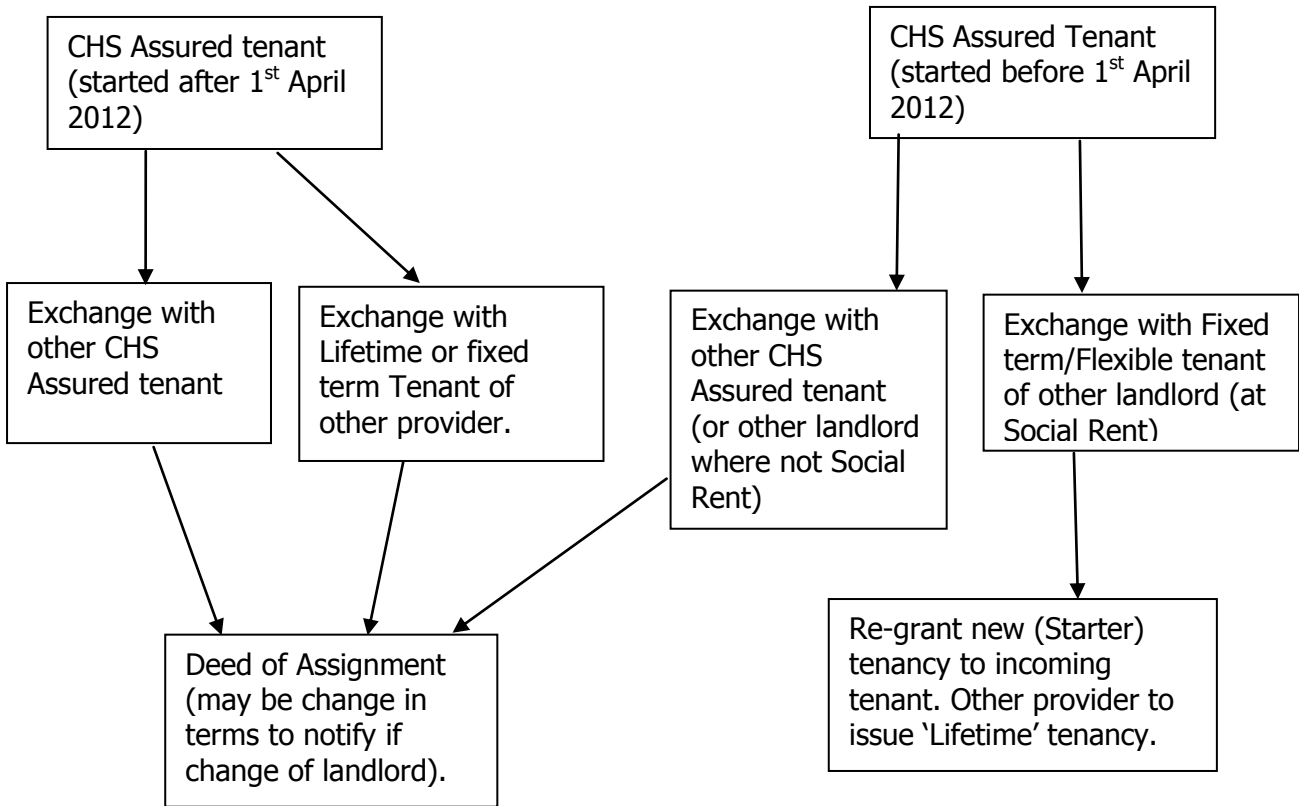 CHS Assured tenant
(started after 1st April
2012)
CHS Assured Tenant
(started before 1st April
2012)
Exchange with
other CHS
Assured tenant
Exchange with
Lifetime or fixed
term Tenant of
other provider.
Exchange with
other CHS
Assured tenant
(or other landlord
where not Social
Rent)
Exchange with Fixed
term/Flexible tenant
of other landlord (at
Social Rent)
Deed of Assignment
(may be change in
terms to notify if
change of landlord).
Re-grant new (Starter)
tenancy to incoming
tenant. Other provider to
issue ‘Lifetime’ tenancy.